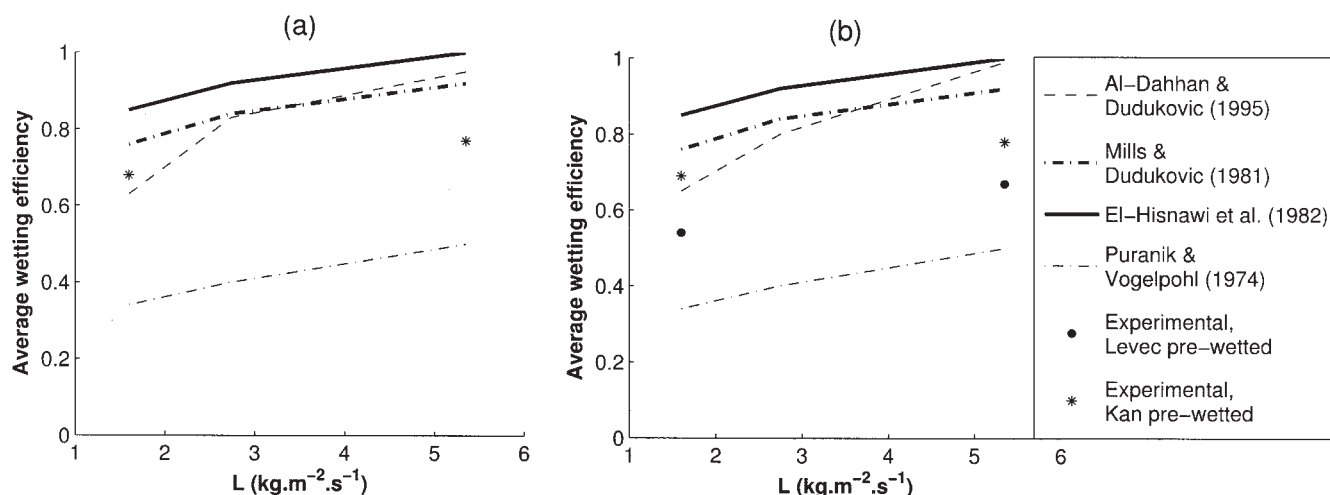 (a)
1
0.8
0.6
0.4
0.2
0
Average wetting efficiency
1 2 3 4 5 6
L (kg.m⁻².s⁻¹)
(b)
1
0.8
0.6
0.4
0.2
0
Average wetting efficiency
1 2 3 4 5 6
L (kg.m⁻².s⁻¹)
Al–Dahhan &
Dudukovic (1995)
Mills &
Dudukovic (1981)
El–Hisnawi et al. (1982)
Puranik &
Vogelpohl (1974)
Experimental,
Levec pre–wetted
Experimental,
Kan pre–wetted